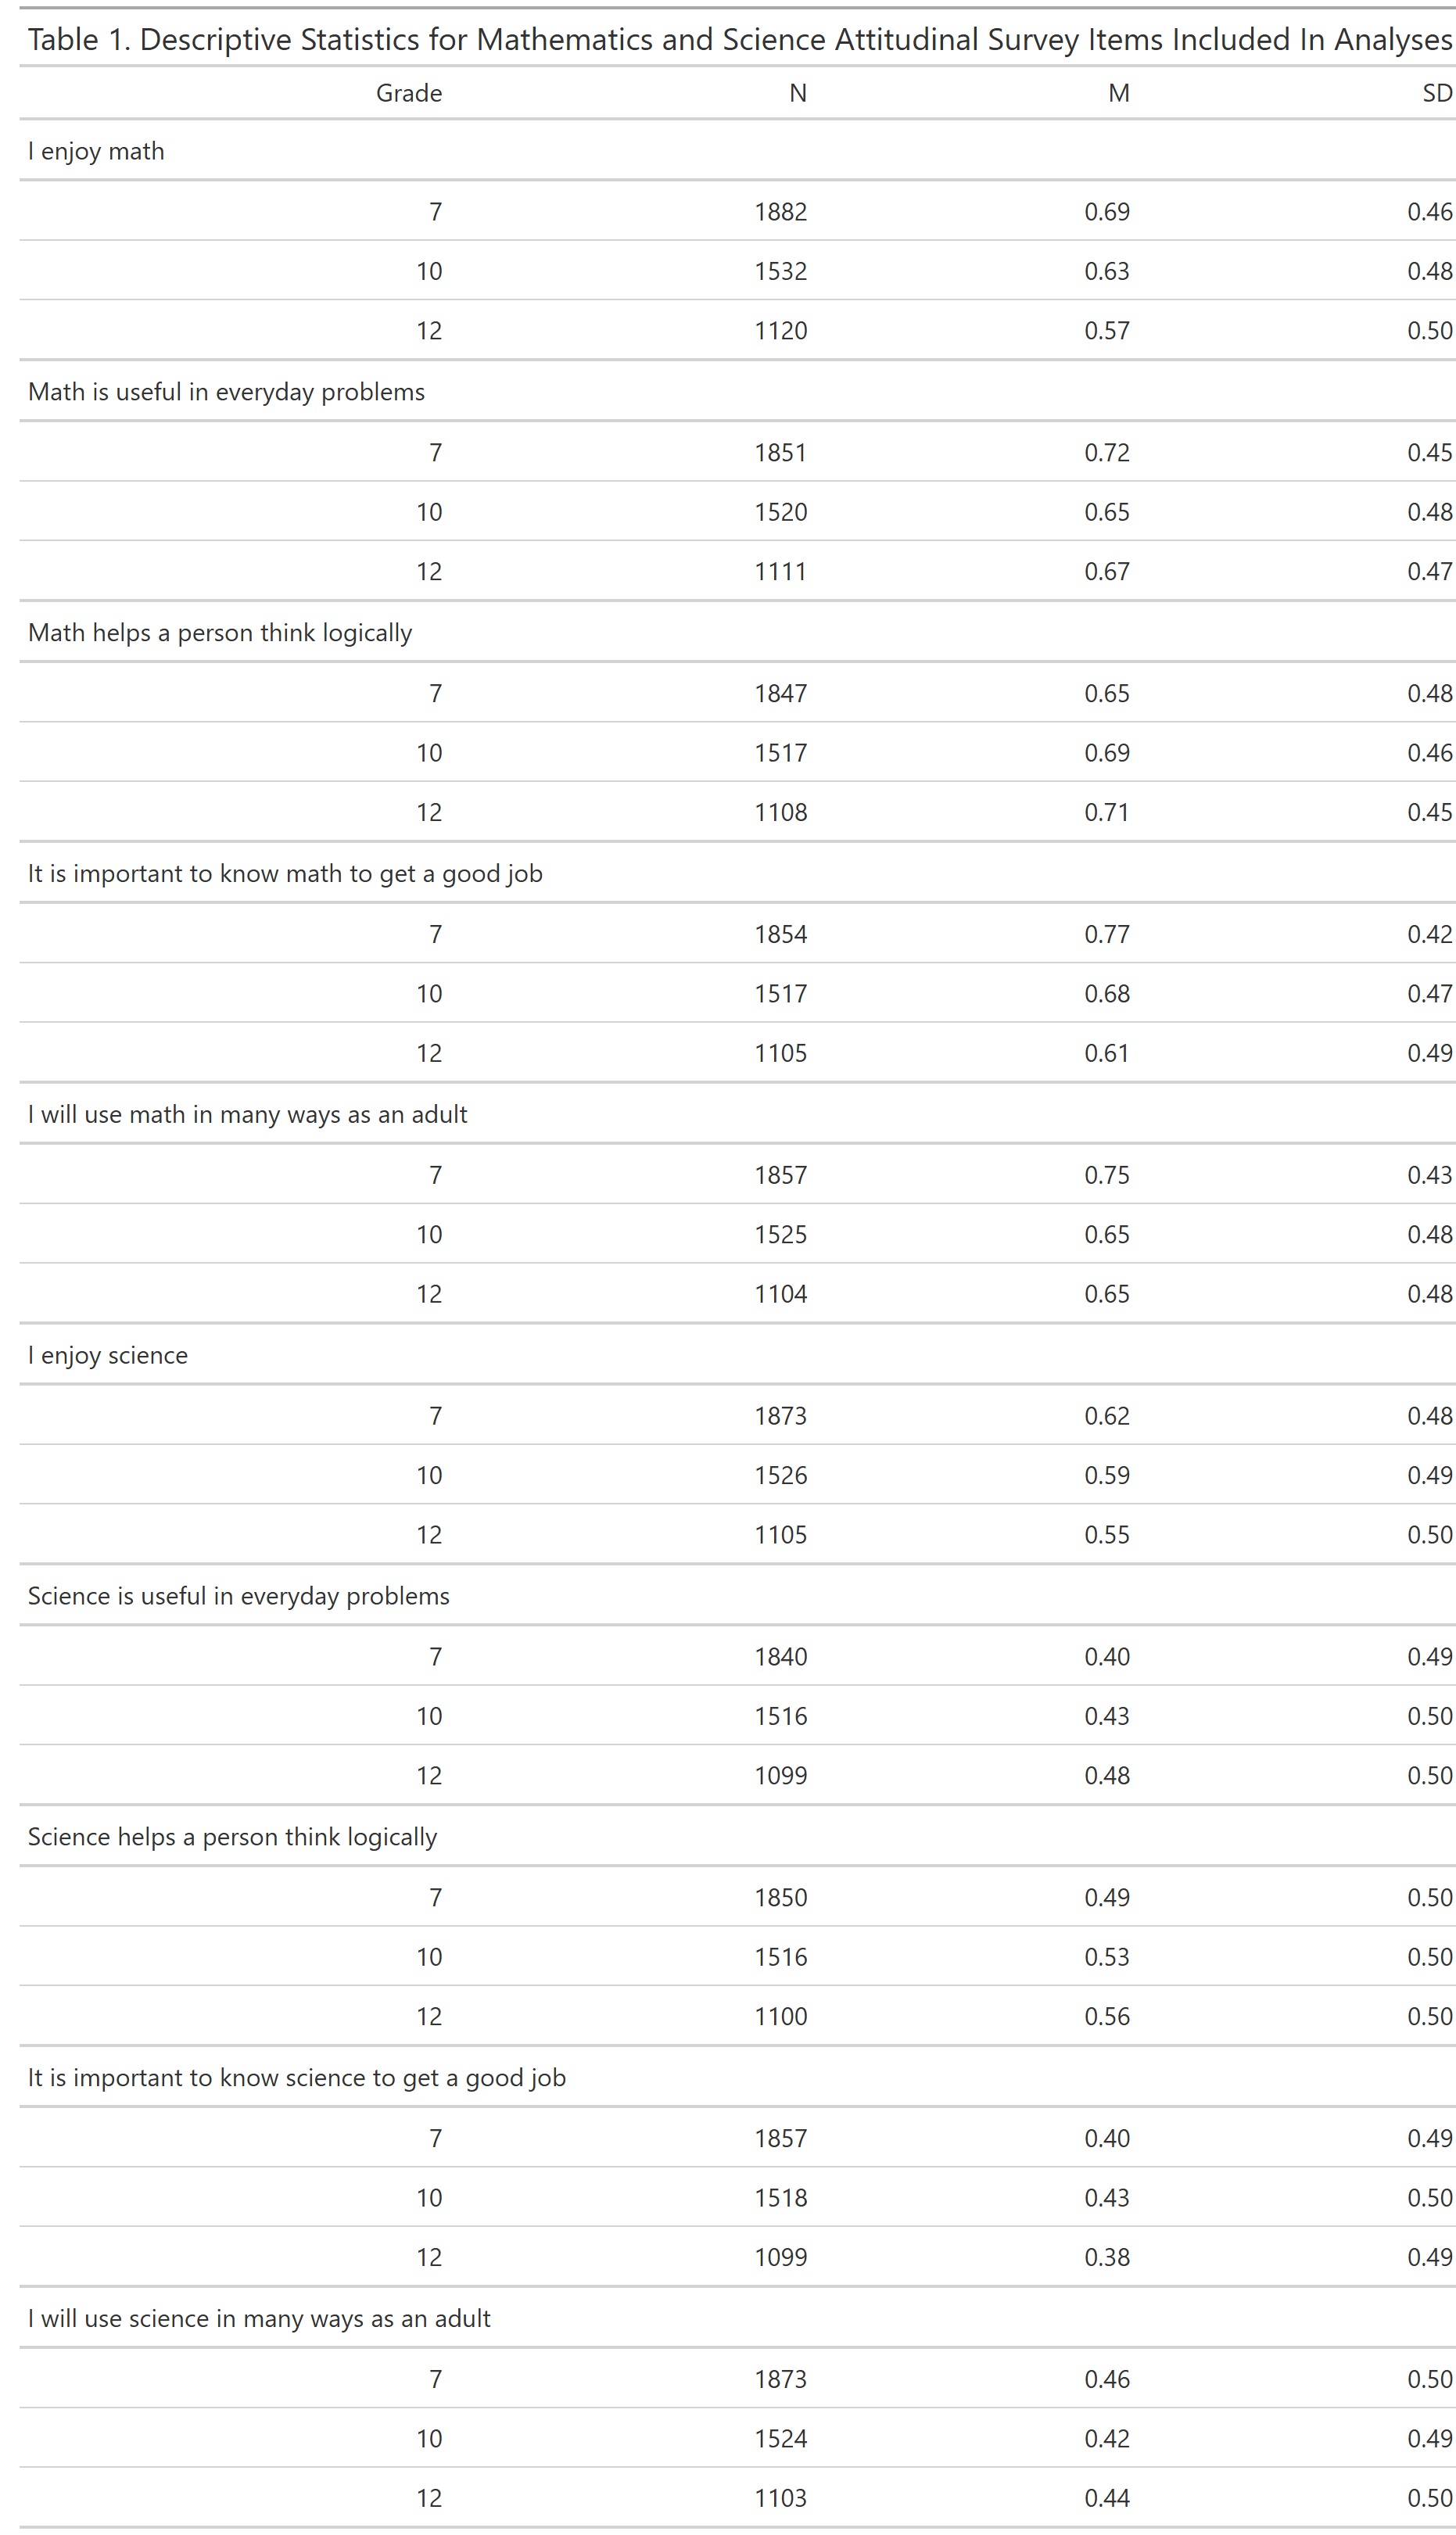 Table 1. Descriptive Statistics for Mathematics and Science Attitudinal Survey Items Included In Analyses
Grade N M SD
I enjoy math
7 1882 0.69 0.46
10 1532 0.63 0.48
12 1120 0.57 0.50
Math is useful in everyday problems
7 1851 0.72 0.45
10 1520 0.65 0.48
12 1111 0.67 0.47
Math helps a person think logically
7 1847 0.65 0.48
10 1517 0.69 0.46
12 1108 0.71 0.45
It is important to know math to get a good job
7 1854 0.77 0.42
10 1517 0.68 0.47
12 1105 0.61 0.49
I will use math in many ways as an adult
7 1857 0.75 0.43
10 1525 0.65 0.48
12 1104 0.65 0.48
I enjoy science
7 1873 0.62 0.48
10 1526 0.59 0.49
12 1105 0.55 0.50
Science is useful in everyday problems
7 1840 0.40 0.49
10 1516 0.43 0.50
12 1099 0.48 0.50
Science helps a person think logically
7 1850 0.49 0.50
10 1516 0.53 0.50
12 1100 0.56 0.50
It is important to know science to get a good job
7 1857 0.40 0.49
10 1518 0.43 0.50
12 1099 0.38 0.49
I will use science in many ways as an adult
7 1873 0.46 0.50
10 1524 0.42 0.49
12 1103 0.44 0.50